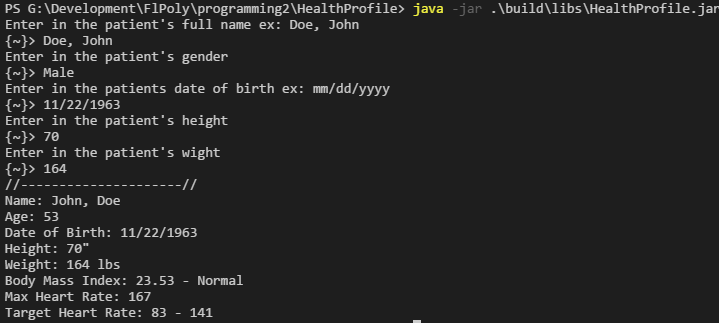 PS G:\Development\FlPoly\programming2\HealthProfile> java -jar .\build\libs\HealthProfile.jar
Enter in the patient's full name ex: Doe, John
{~}> Doe, John
Enter in the patient's gender
{~}> Male
Enter in the patients date of birth ex: mm/dd/yyyy
{~}> 11/22/1963
Enter in the patient's height
{~}> 70
Enter in the patient's wight
{~}> 164
//---------------------//
Name: John, Doe
Age: 53
Date of Birth: 11/22/1963
Height: 70"
Weight: 164 lbs
Body Mass Index: 23.53 - Normal
Max Heart Rate: 167
Target Heart Rate: 83 - 141